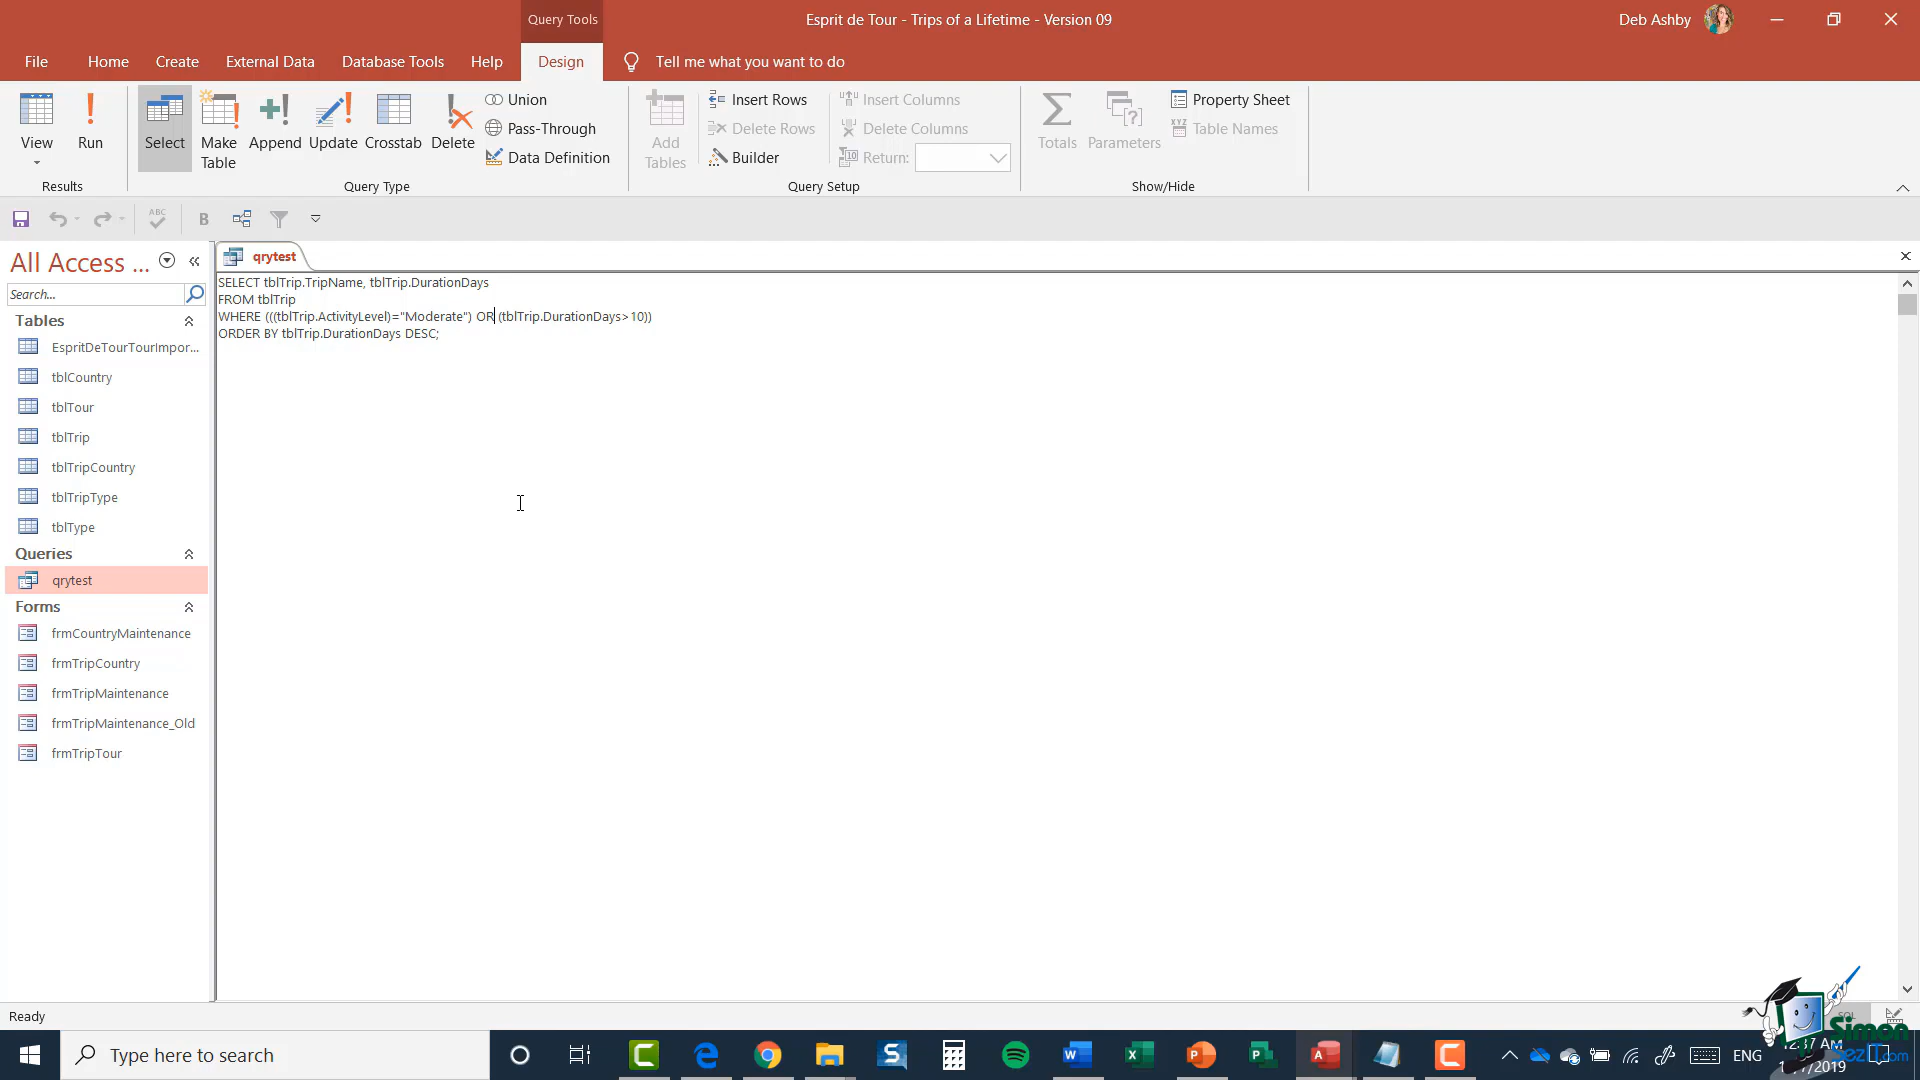 Query Tools
Esprit de Tour - Trips of a Lifetime - Version 09
Deb Ashby
File
Home
Create
External Data
Database Tools
Help
Design
Tell me what you want to do
View
Run
Select
Make
Table
Append
Update
Crosstab
Delete
Union
Pass-Through
Data Definition
Add
Tables
Insert Rows
Delete Rows
Builder
Insert Columns
Delete Columns
Return:
Totals
Parameters
Property Sheet
Table Names
Results
Query Type
Query Setup
Show/Hide
ABC
B
All Access ...
Search...
Tables
EspritDeTourTourImpor...
tblCountry
tblTour
tblTrip
tblTripCountry
tblTripType
tblType
Queries
qrytest
Forms
frmCountryMaintenance
frmTripCountry
frmTripMaintenance
frmTripMaintenance_Old
frmTripTour
qrytest
SELECT tblTrip.TripName, tblTrip.DurationDays
FROM tblTrip
WHERE (((tblTrip.ActivityLevel)="Moderate") OR (tblTrip.DurationDays>10))
ORDER BY tblTrip.DurationDays DESC;
Ready
SQL
Type here to search
ENG
Simon
SezIT.com